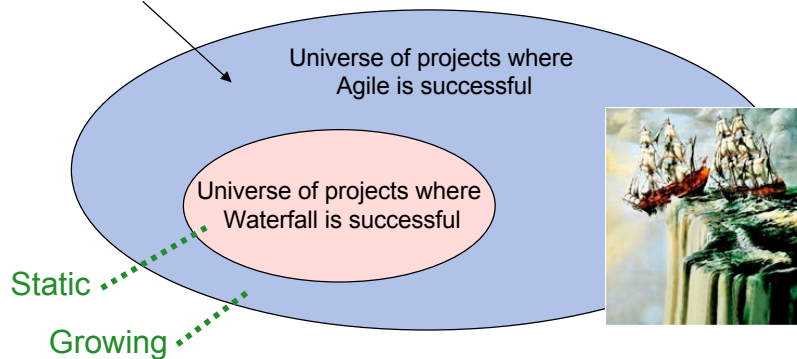 Universe of projects where
Agile is successful
Universe of projects where
Waterfall is successful
Static
Growing